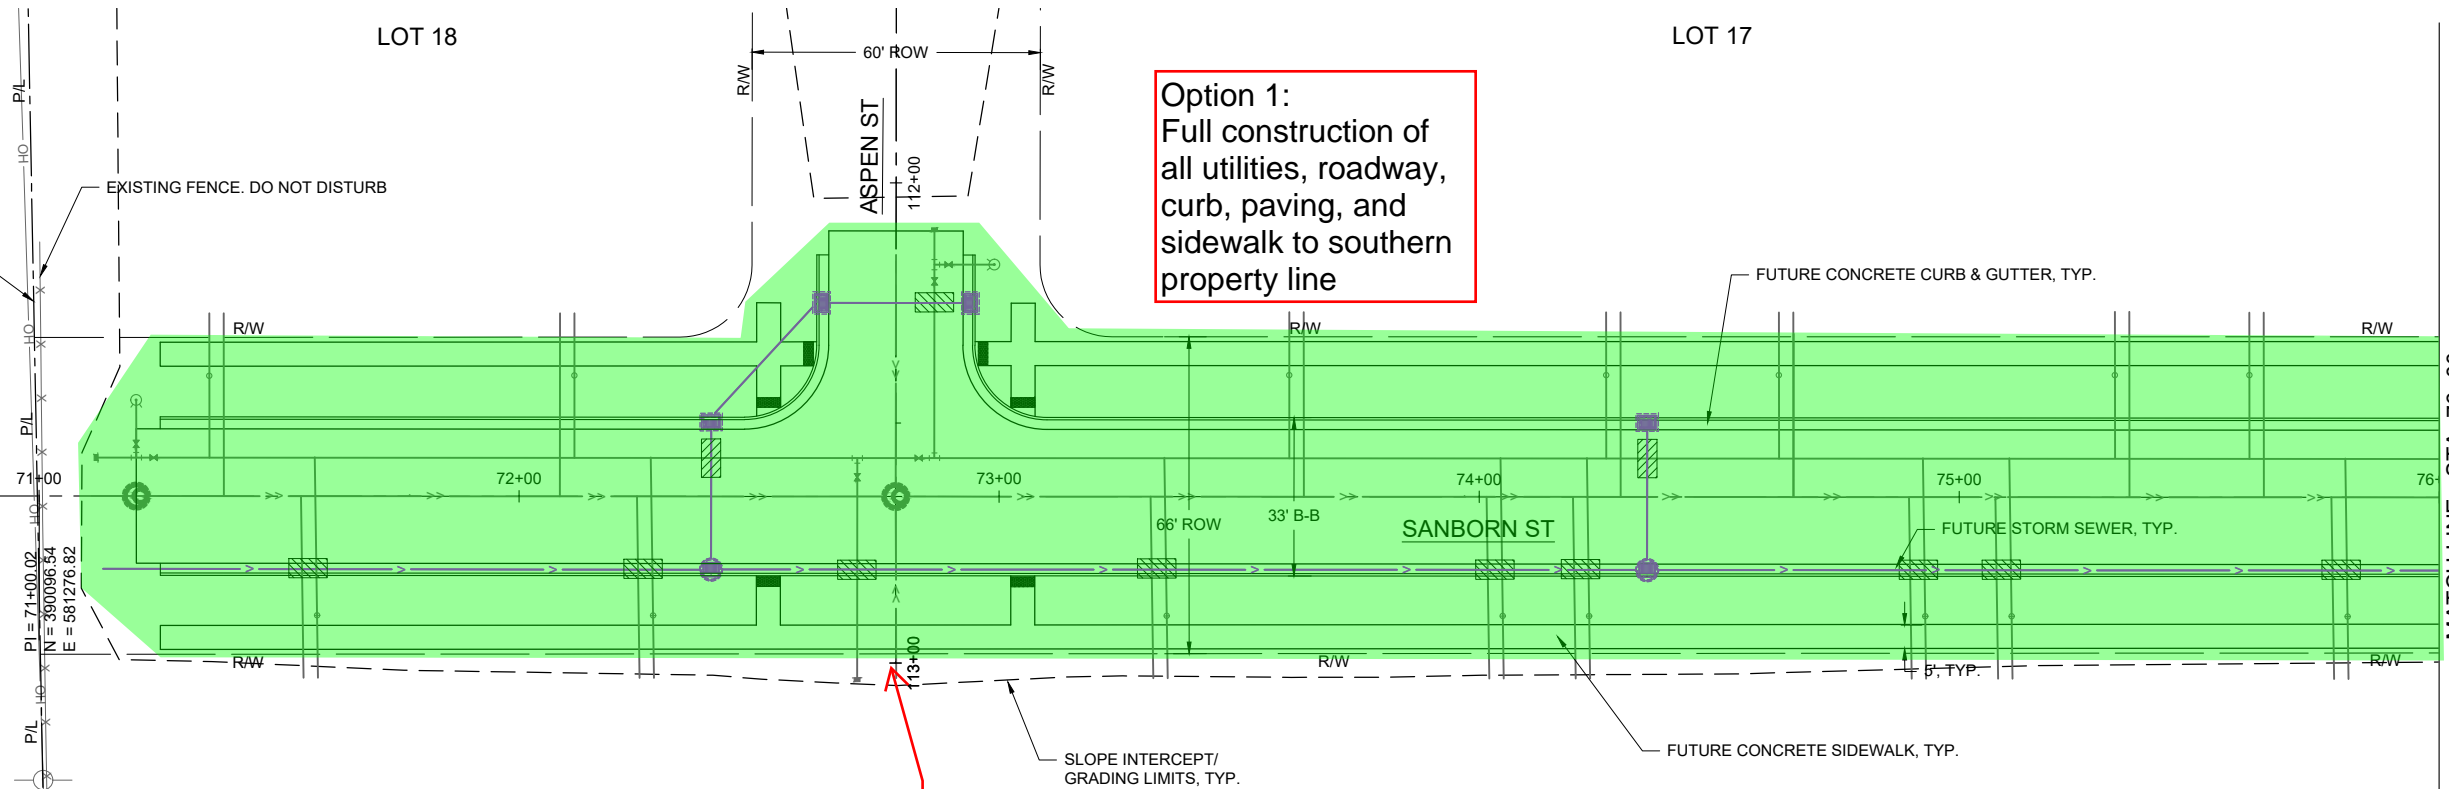 LOT 18
60' ROW
LOT 17
R/W
R/W
P/L
OH
ASPEN ST
112+00
Option 1:
Full construction of
all utilities, roadway,
curb, paving, and
sidewalk to southern
property line
EXISTING FENCE. DO NOT DISTURB
FUTURE CONCRETE CURB & GUTTER, TYP.
OH
R/W
R/W
R/W
P/L
71+00
72+00
73+00
74+00
75+00
OH
66' ROW
33' B-B
SANBORN ST
FUTURE STORM SEWER, TYP.
PI = 71+00.02
N = 390096.54
E = 581276.82
R/W
113+00
R/W
R/W
5', TYP.
OH
P/L
SLOPE INTERCEPT/
GRADING LIMITS, TYP.
FUTURE CONCRETE SIDEWALK, TYP.